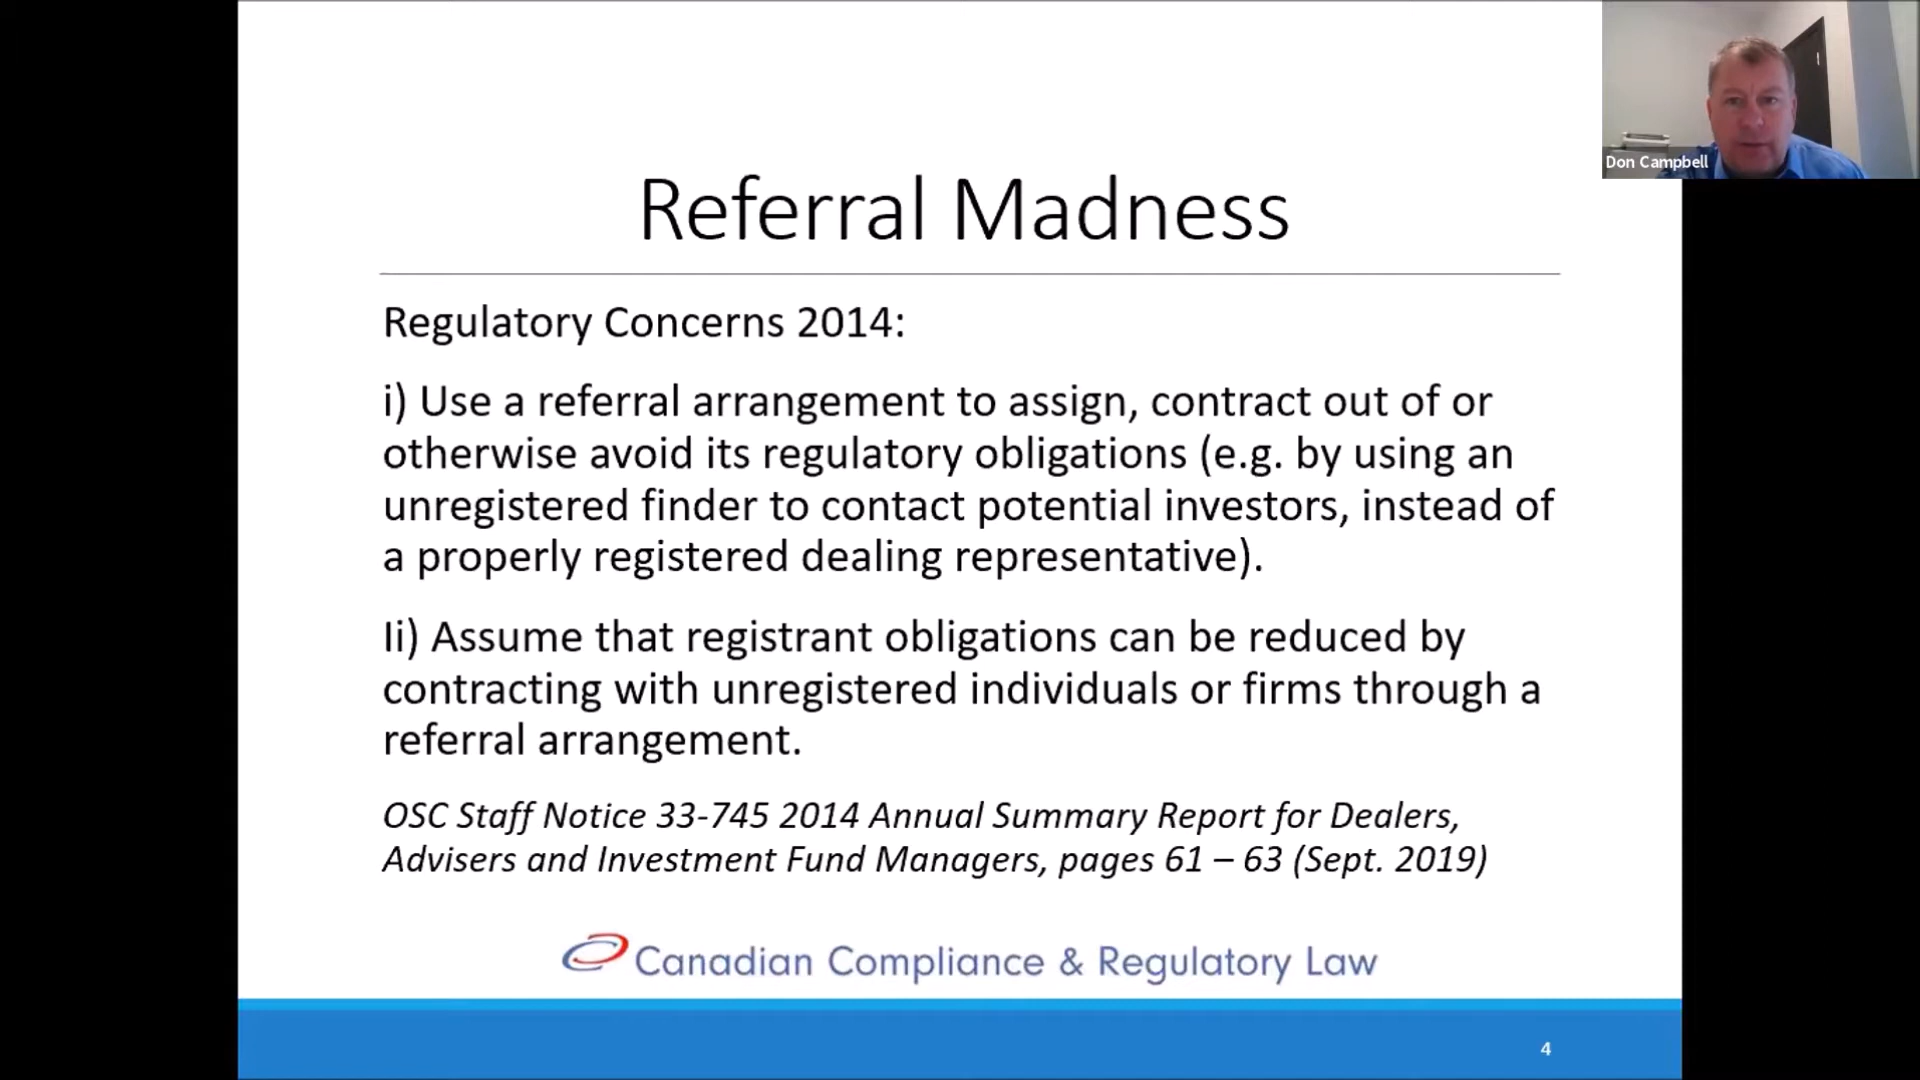 Don Campbell
Referral Madness
Regulatory Concerns 2014:
i) Use a referral arrangement to assign, contract out of or
otherwise avoid its regulatory obligations (e.g. by using an
unregistered finder to contact potential investors, instead of
a properly registered dealing representative).
Ii) Assume that registrant obligations can be reduced by
contracting with unregistered individuals or firms through a
referral arrangement.
OSC Staff Notice 33-745 2014 Annual Summary Report for Dealers,
Advisers and Investment Fund Managers, pages 61 – 63 (Sept. 2019)
Canadian Compliance & Regulatory Law
4